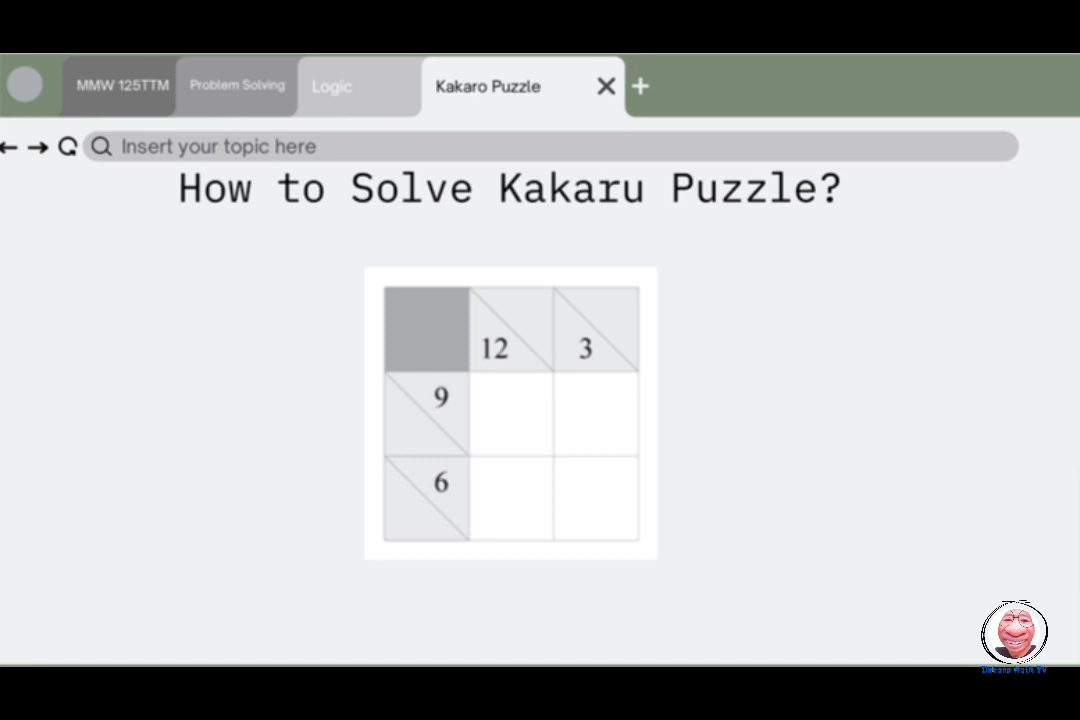 MMW 125TTM
Problem Solving
Logic
Kakaro Puzzle
Insert your topic here
How to Solve Kakaru Puzzle?
12 3
9
6